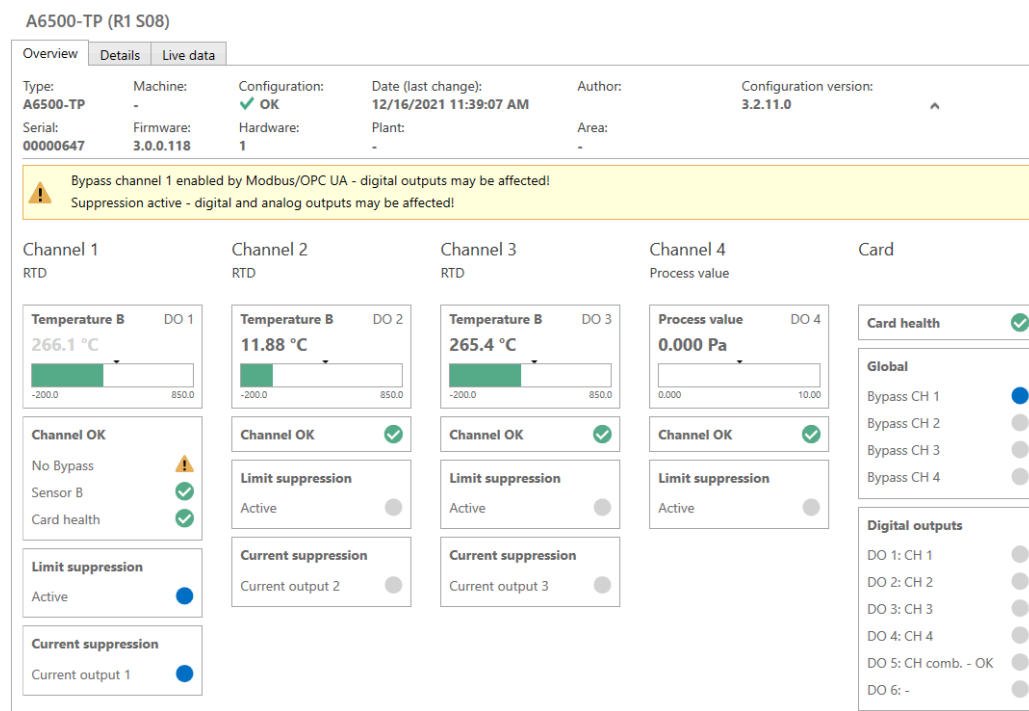 A6500-TP (R1 S08)
Overview Details Live data
Type: Machine: Configuration: Date (last change): Author: Configuration version:
A6500-TP - OK 12/16/2021 11:39:07 AM 3.2.11.0
Serial: Firmware: Hardware: Plant: Area:
00000647 3.0.0.118 1 - -
Bypass channel 1 enabled by Modbus/OPC UA - digital outputs may be affected!
Suppression active - digital and analog outputs may be affected!
Channel 1
RTD
Temperature B DO 1
266.1 °C
-200.0 850.0
Channel OK
No Bypass
Sensor B
Card health
Limit suppression
Active
Current suppression
Current output 1
Channel 2
RTD
Temperature B DO 2
11.88 °C
-200.0 850.0
Channel OK
Limit suppression
Active
Current suppression
Current output 2
Channel 3
RTD
Temperature B DO 3
265.4 °C
-200.0 850.0
Channel OK
Limit suppression
Active
Current suppression
Current output 3
Channel 4
Process value
Process value DO 4
0.000 Pa
0.000 10.00
Channel OK
Limit suppression
Active
Card
Card health
Global
Bypass CH 1
Bypass CH 2
Bypass CH 3
Bypass CH 4
Digital outputs
DO 1: CH 1
DO 2: CH 2
DO 3: CH 3
DO 4: CH 4
DO 5: CH comb. - OK
DO 6: -